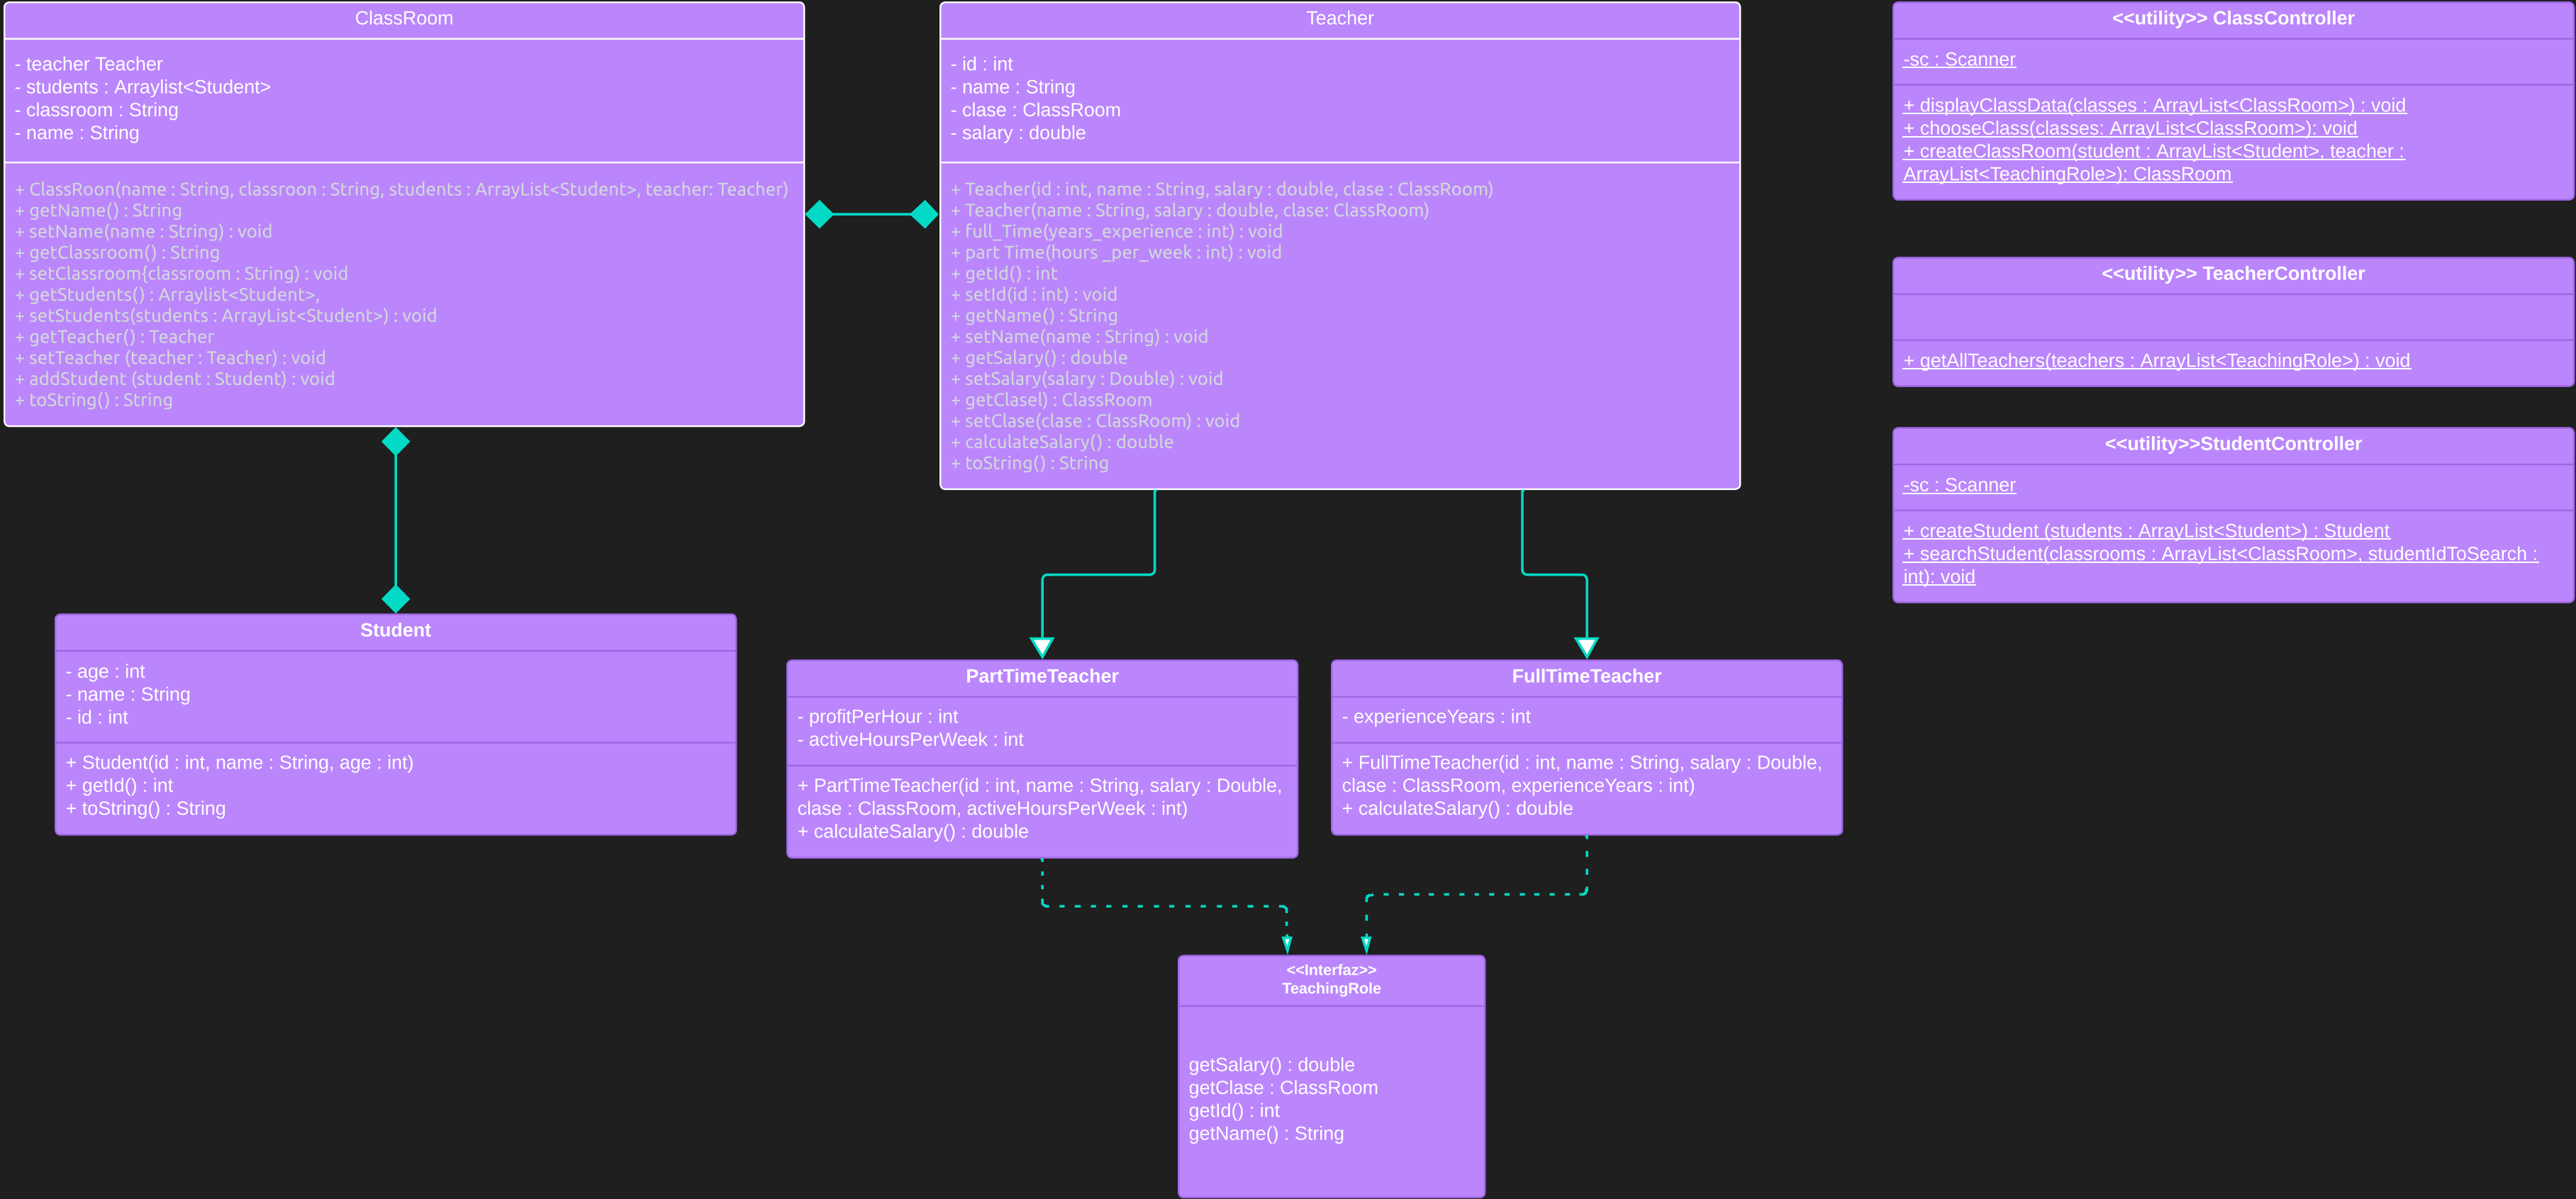 ClassRoom
- teacher Teacher
- students : Arraylist<Student>
- classroom : String
- name : String
+ ClassRoon(name : String, classroon : String, students : ArrayList<Student>, teacher: Teacher)
+ getName() : String
+ setName(name : String) : void
+ getClassroom() : String
+ setClassroom{classroom : String) : void
+ getStudents() : Arraylist<Student>,
+ setStudents(students : ArrayList<Student>) : void
+ getTeacher() : Teacher
+ setTeacher (teacher : Teacher) : void
+ addStudent (student : Student) : void
+ toString() : String
Teacher
- id : int
- name : String
- clase : ClassRoom
- salary : double
+ Teacher(id : int, name : String, salary : double, clase : ClassRoom)
+ Teacher(name : String, salary : double, clase: ClassRoom)
+ full_Time(years_experience : int) : void
+ part Time(hours _per_week : int) : void
+ getId() : int
+ setId(id : int) : void
+ getName() : String
+ setName(name : String) : void
+ getSalary() : double
+ setSalary(salary : Double) : void
+ getClasel) : ClassRoom
+ setClase(clase : ClassRoom) : void
+ calculateSalary() : double
+ toString() : String
<<utility>> ClassController
-sc : Scanner
+ displayClassData(classes : ArrayList<ClassRoom>) : void
+ chooseClass(classes: ArrayList<ClassRoom>): void
+ createClassRoom(student : ArrayList<Student>, teacher :
ArrayList<TeachingRole>): ClassRoom
<<utility>> TeacherController
+ getAllTeachers(teachers : ArrayList<TeachingRole>) : void
<<utility>>StudentController
-sc : Scanner
+ createStudent (students : ArrayList<Student>) : Student
+ searchStudent(classrooms : ArrayList<ClassRoom>, studentIdToSearch :
int): void
Student
- age : int
- name : String
- id : int
+ Student(id : int, name : String, age : int)
+ getId() : int
+ toString() : String
PartTimeTeacher
- profitPerHour : int
- activeHoursPerWeek : int
+ PartTimeTeacher(id : int, name : String, salary : Double,
clase : ClassRoom, activeHoursPerWeek : int)
+ calculateSalary() : double
FullTimeTeacher
- experienceYears : int
+ FullTimeTeacher(id : int, name : String, salary : Double,
clase : ClassRoom, experienceYears : int)
+ calculateSalary() : double
<<Interfaz>>
TeachingRole
getSalary() : double
getClase : ClassRoom
getId() : int
getName() : String